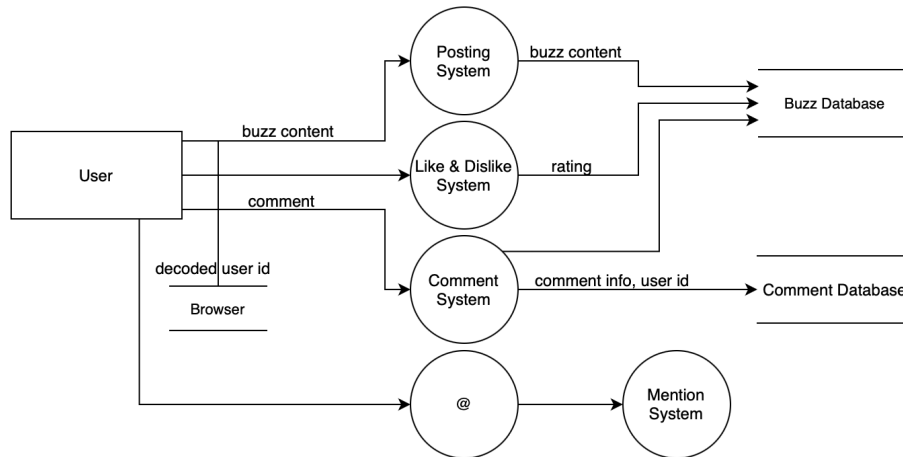 Posting
System
buzz content
Buzz Database
buzz content
User
Like & Dislike
System
rating
comment
decoded user id
Browser
Comment
System
comment info, user id
Comment Database
@
Mention
System